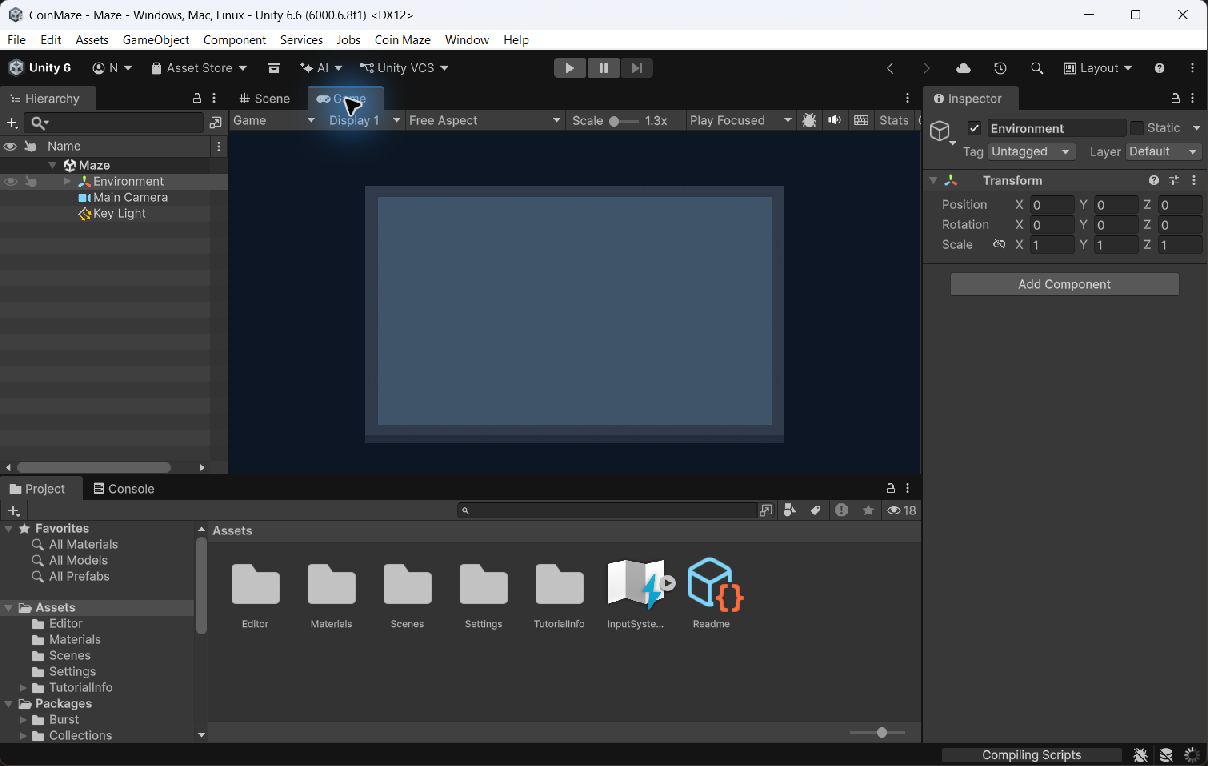 CoinMaze - Maze - Windows, Mac, Linux - Unity 6.6 (6000.6.8f1) <DX12>
File Edit Assets GameObject Component Services Jobs Coin Maze Window Help
Unity 6 N Asset Store AI Unity VCS Layout
Hierarchy Scene Game Inspector
Game Display 1 Free Aspect Scale 1.3x Play Focused Stats
Environment Static
Name
Tag Untagged Layer Default
Maze
Environment
Main Camera
Key Light
Transform
Position X 0 Y 0 Z 0
Rotation X 0 Y 0 Z 0
Scale X 1 Y 1 Z 1
Add Component
Project Console
18
Favorites
All Materials
All Models
All Prefabs
Assets
Editor
Materials
Scenes
Settings
TutorialInfo
Packages
Burst
Collections
Assets
Editor Materials Scenes Settings TutorialInfo InputSyste... Readme
Compiling Scripts